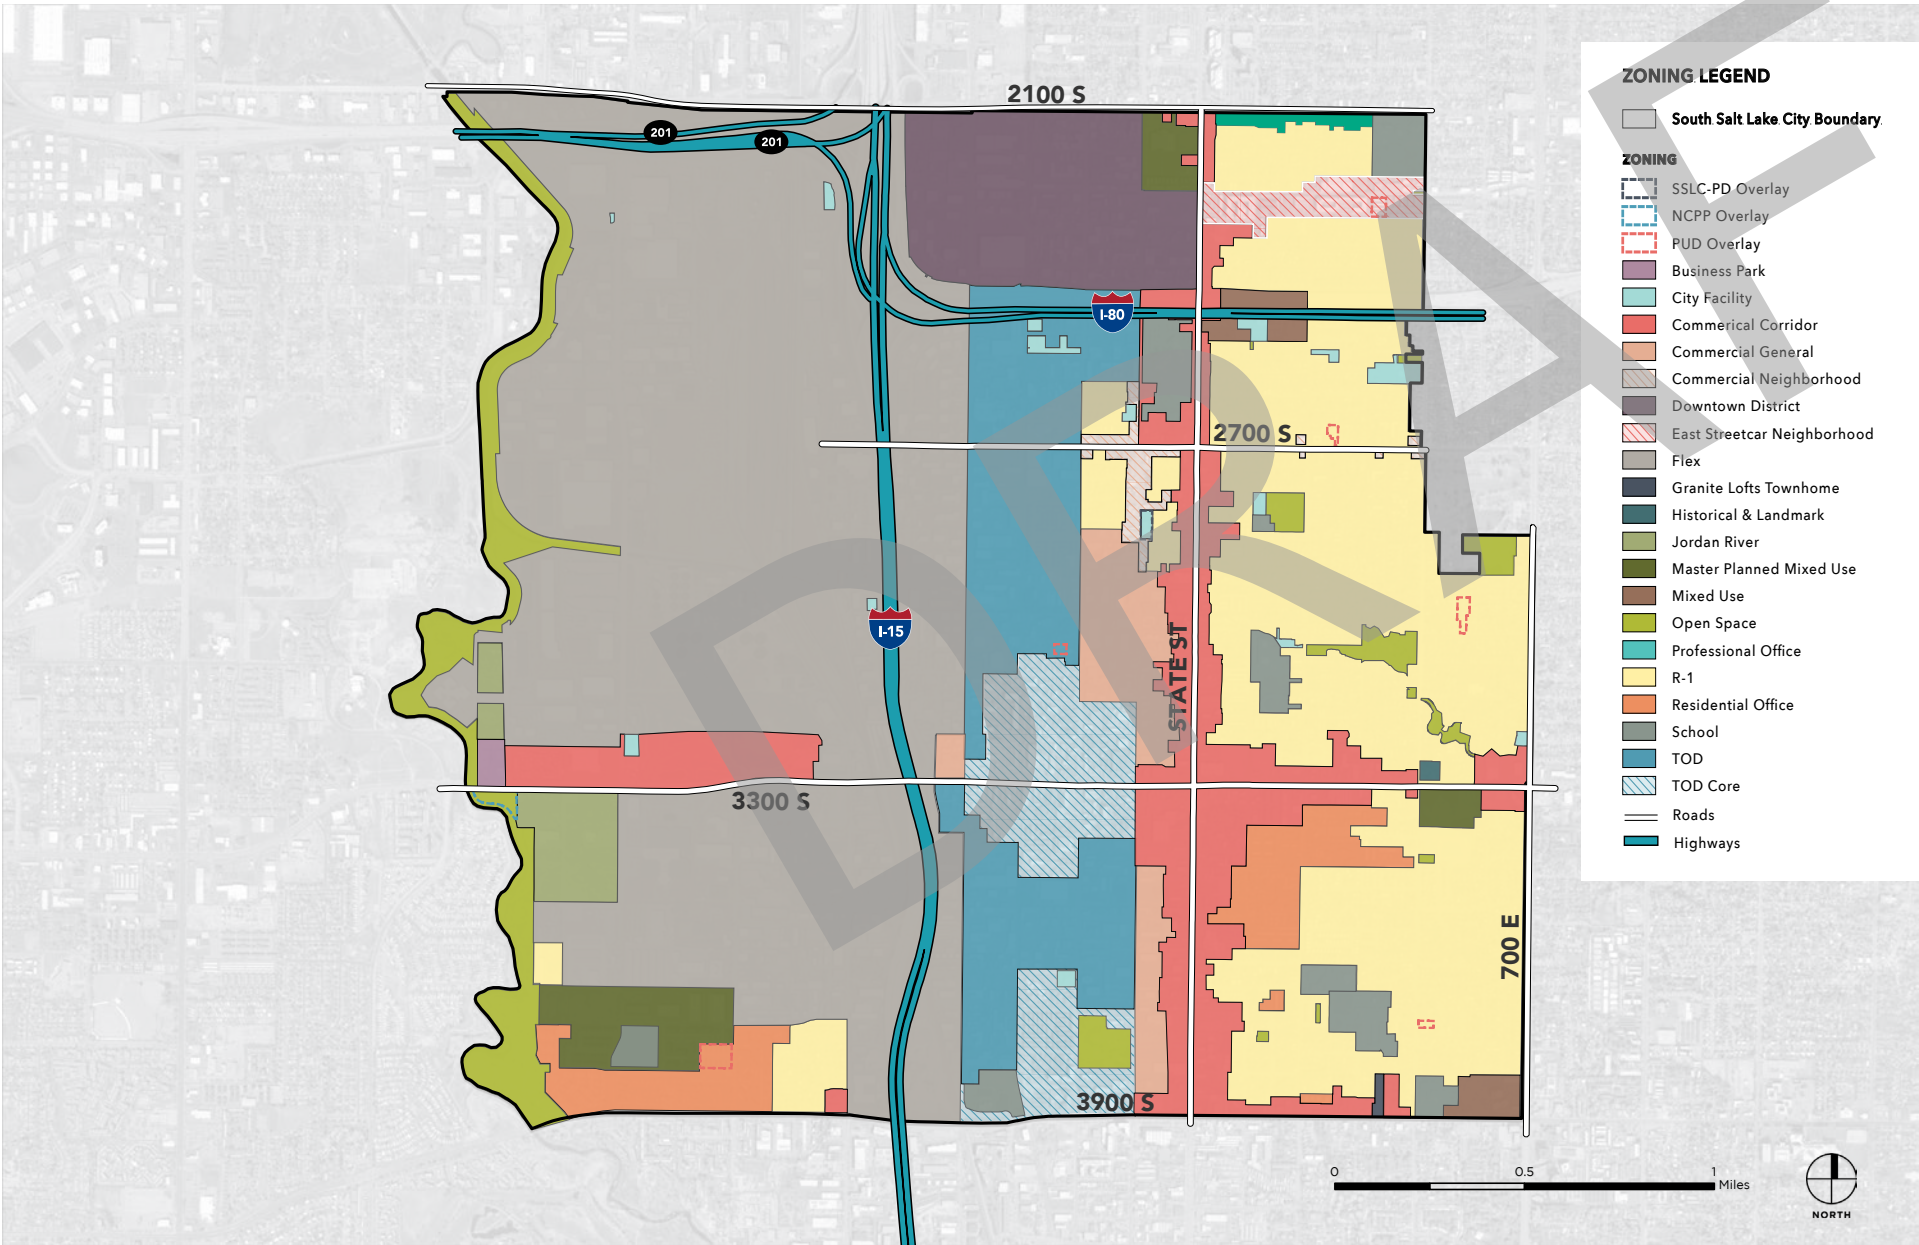 2100 S
201
201
I-80
2700 S
I-15
STATE ST
3300 S
700 E
3900 S
DRAF
ZONING LEGEND
South Salt Lake City Boundary
ZONING
SSLC-PD Overlay
NCPP Overlay
PUD Overlay
Business Park
City Facility
Commerical Corridor
Commercial General
Commercial Neighborhood
Downtown District
East Streetcar Neighborhood
Flex
Granite Lofts Townhome
Historical & Landmark
Jordan River
Master Planned Mixed Use
Mixed Use
Open Space
Professional Office
R-1
Residential Office
School
TOD
TOD Core
Roads
Highways
0 0.5 1
Miles
NORTH